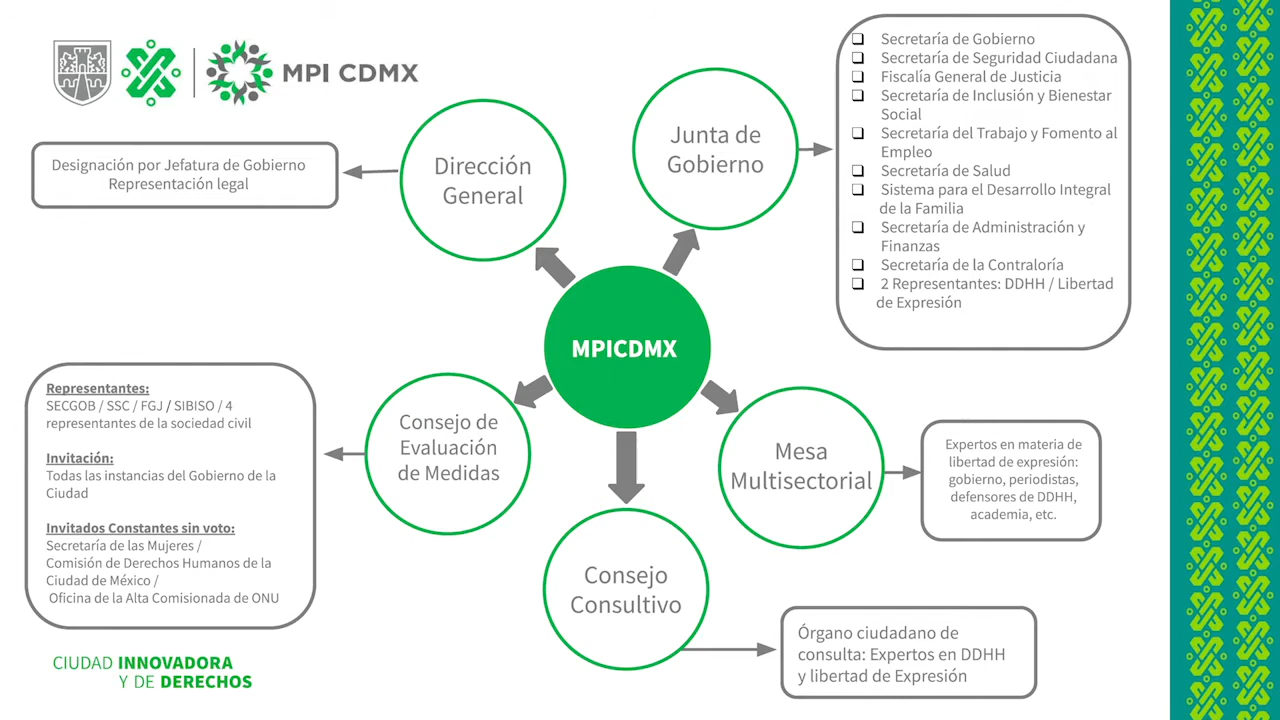 MPI CDMX
Designación por Jefatura de Gobierno
Representación legal
Dirección
General
Junta de
Gobierno
Secretaría de Gobierno
Secretaría de Seguridad Ciudadana
Fiscalía General de Justicia
Secretaría de Inclusión y Bienestar
Social
Secretaría del Trabajo y Fomento al
Empleo
Secretaría de Salud
Sistema para el Desarrollo Integral
de la Familia
Secretaría de Administración y
Finanzas
Secretaría de la Contraloría
2 Representantes: DDHH / Libertad
de Expresión
MPICDMX
Representantes:
SECGOB / SSC / FGJ / SIBISO / 4
representantes de la sociedad civil
Invitación:
Todas las instancias del Gobierno de la
Ciudad
Invitados Constantes sin voto:
Secretaría de las Mujeres /
Comisión de Derechos Humanos de la
Ciudad de México /
Oficina de la Alta Comisionada de ONU
Consejo de
Evaluación
de Medidas
Mesa
Multisectorial
Expertos en materia de
libertad de expresión:
gobierno, periodistas,
defensores de DDHH,
academia, etc.
Consejo
Consultivo
Órgano ciudadano de
consulta: Expertos en DDHH
y libertad de Expresión
CIUDAD INNOVADORA
Y DE DERECHOS